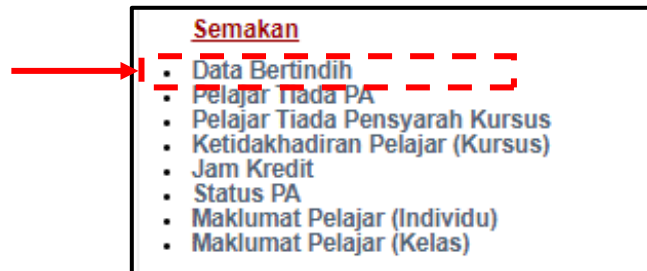 Semakan
• Data Bertindih
• Pelajar Tiada PA
• Pelajar Tiada Pensyarah Kursus
• Ketidakhadiran Pelajar (Kursus)
• Jam Kredit
• Status PA
• Maklumat Pelajar (Individu)
• Maklumat Pelajar (Kelas)